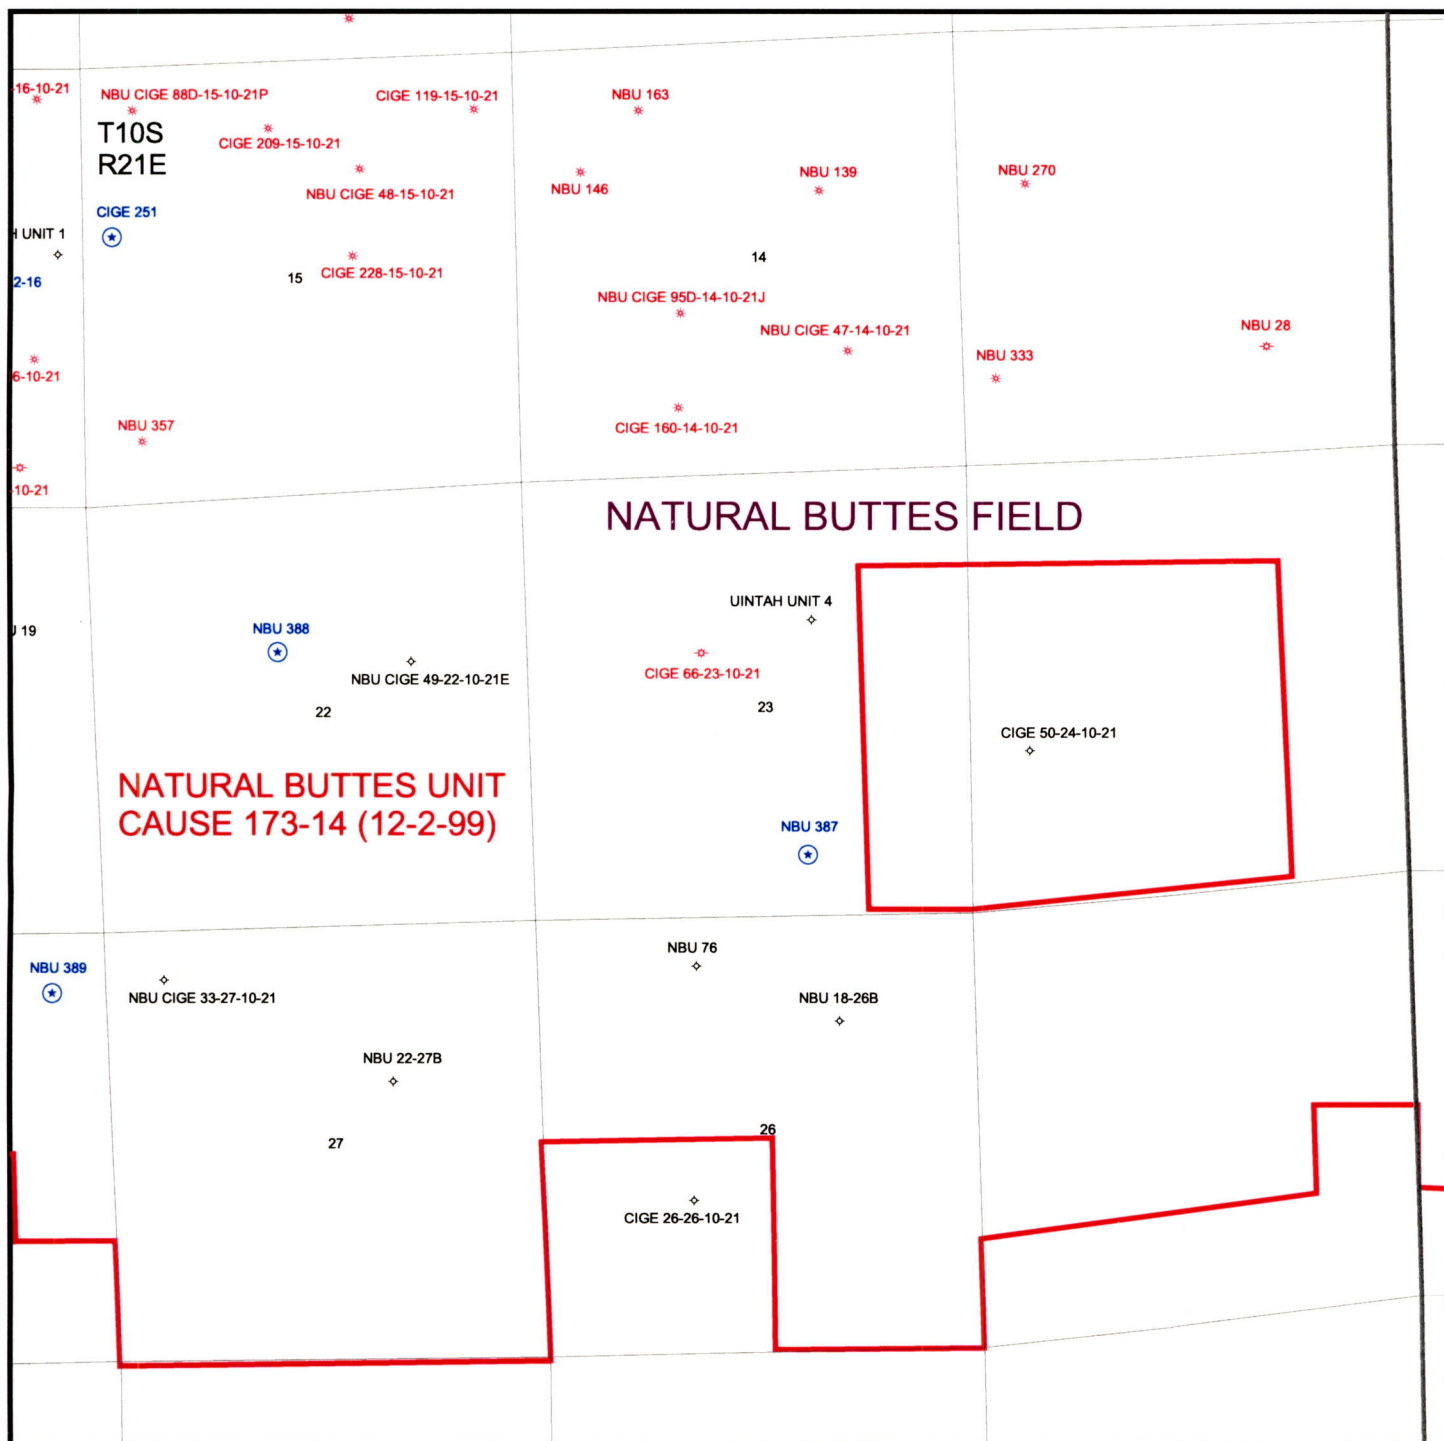 -16-10-21
NBU CIGE 88D-15-10-21P
CIGE 119-15-10-21
NBU 163
T10S
R21E
CIGE 209-15-10-21
NBU CIGE 48-15-10-21
NBU 146
NBU 139
NBU 270
CIGE 251
H UNIT 1
2-16
15
CIGE 228-15-10-21
14
NBU CIGE 95D-14-10-21J
NBU CIGE 47-14-10-21
NBU 28
NBU 333
6-10-21
NBU 357
CIGE 160-14-10-21
-10-21
NATURAL BUTTES FIELD
UINTAH UNIT 4
J 19
NBU 388
NBU CIGE 49-22-10-21E
CIGE 66-23-10-21
22
23
CIGE 50-24-10-21
NATURAL BUTTES UNIT
CAUSE 173-14 (12-2-99)
NBU 387
NBU 76
NBU 389
NBU CIGE 33-27-10-21
NBU 18-26B
NBU 22-27B
27
26
CIGE 26-26-10-21